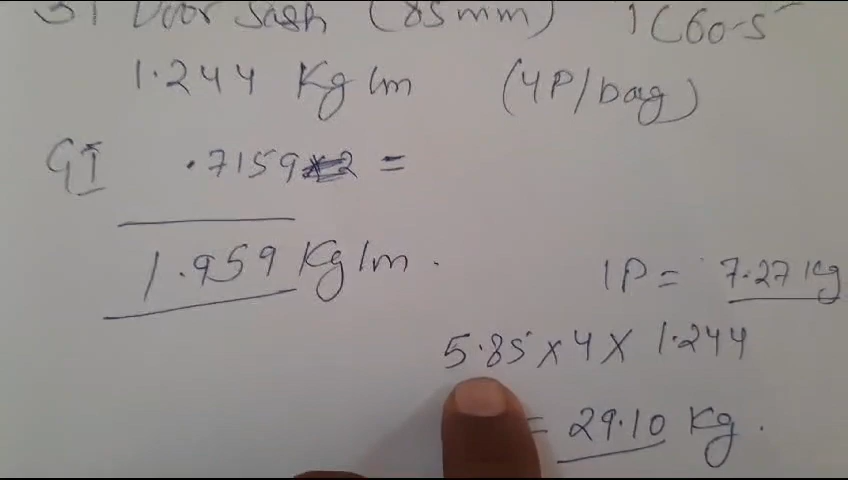 Door Sash (85mm) 1C60-S
1.244 Kg/m (4P/bag)
GI .7159 =
1.959 Kg/m.
1P = 7.27 Kg
5.85 x 4 x 1.244
= 29.10 Kg.